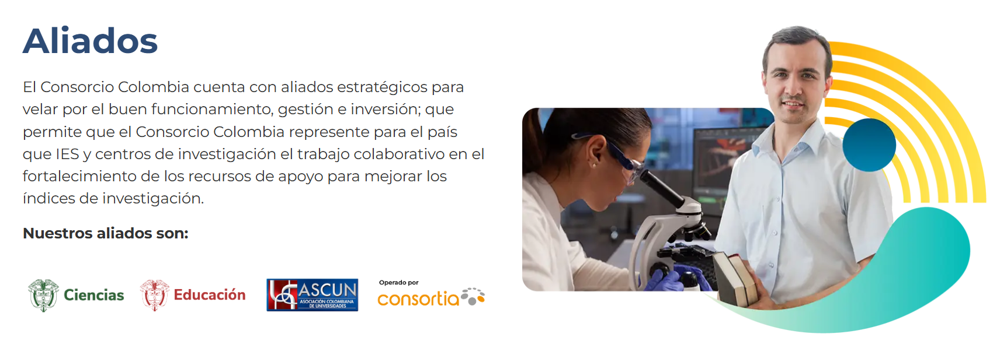 Aliados
El Consorcio Colombia cuenta con aliados estratégicos para
velar por el buen funcionamiento, gestión e inversión; que
permite que el Consorcio Colombia represente para el país
que IES y centros de investigación el trabajo colaborativo en el
fortalecimiento de los recursos de apoyo para mejorar los
índices de investigación.
Nuestros aliados son:
Ciencias
Educación
ASCUN
ASOCIACIÓN COLOMBIANA
DE UNIVERSIDADES
Operado por
consortia